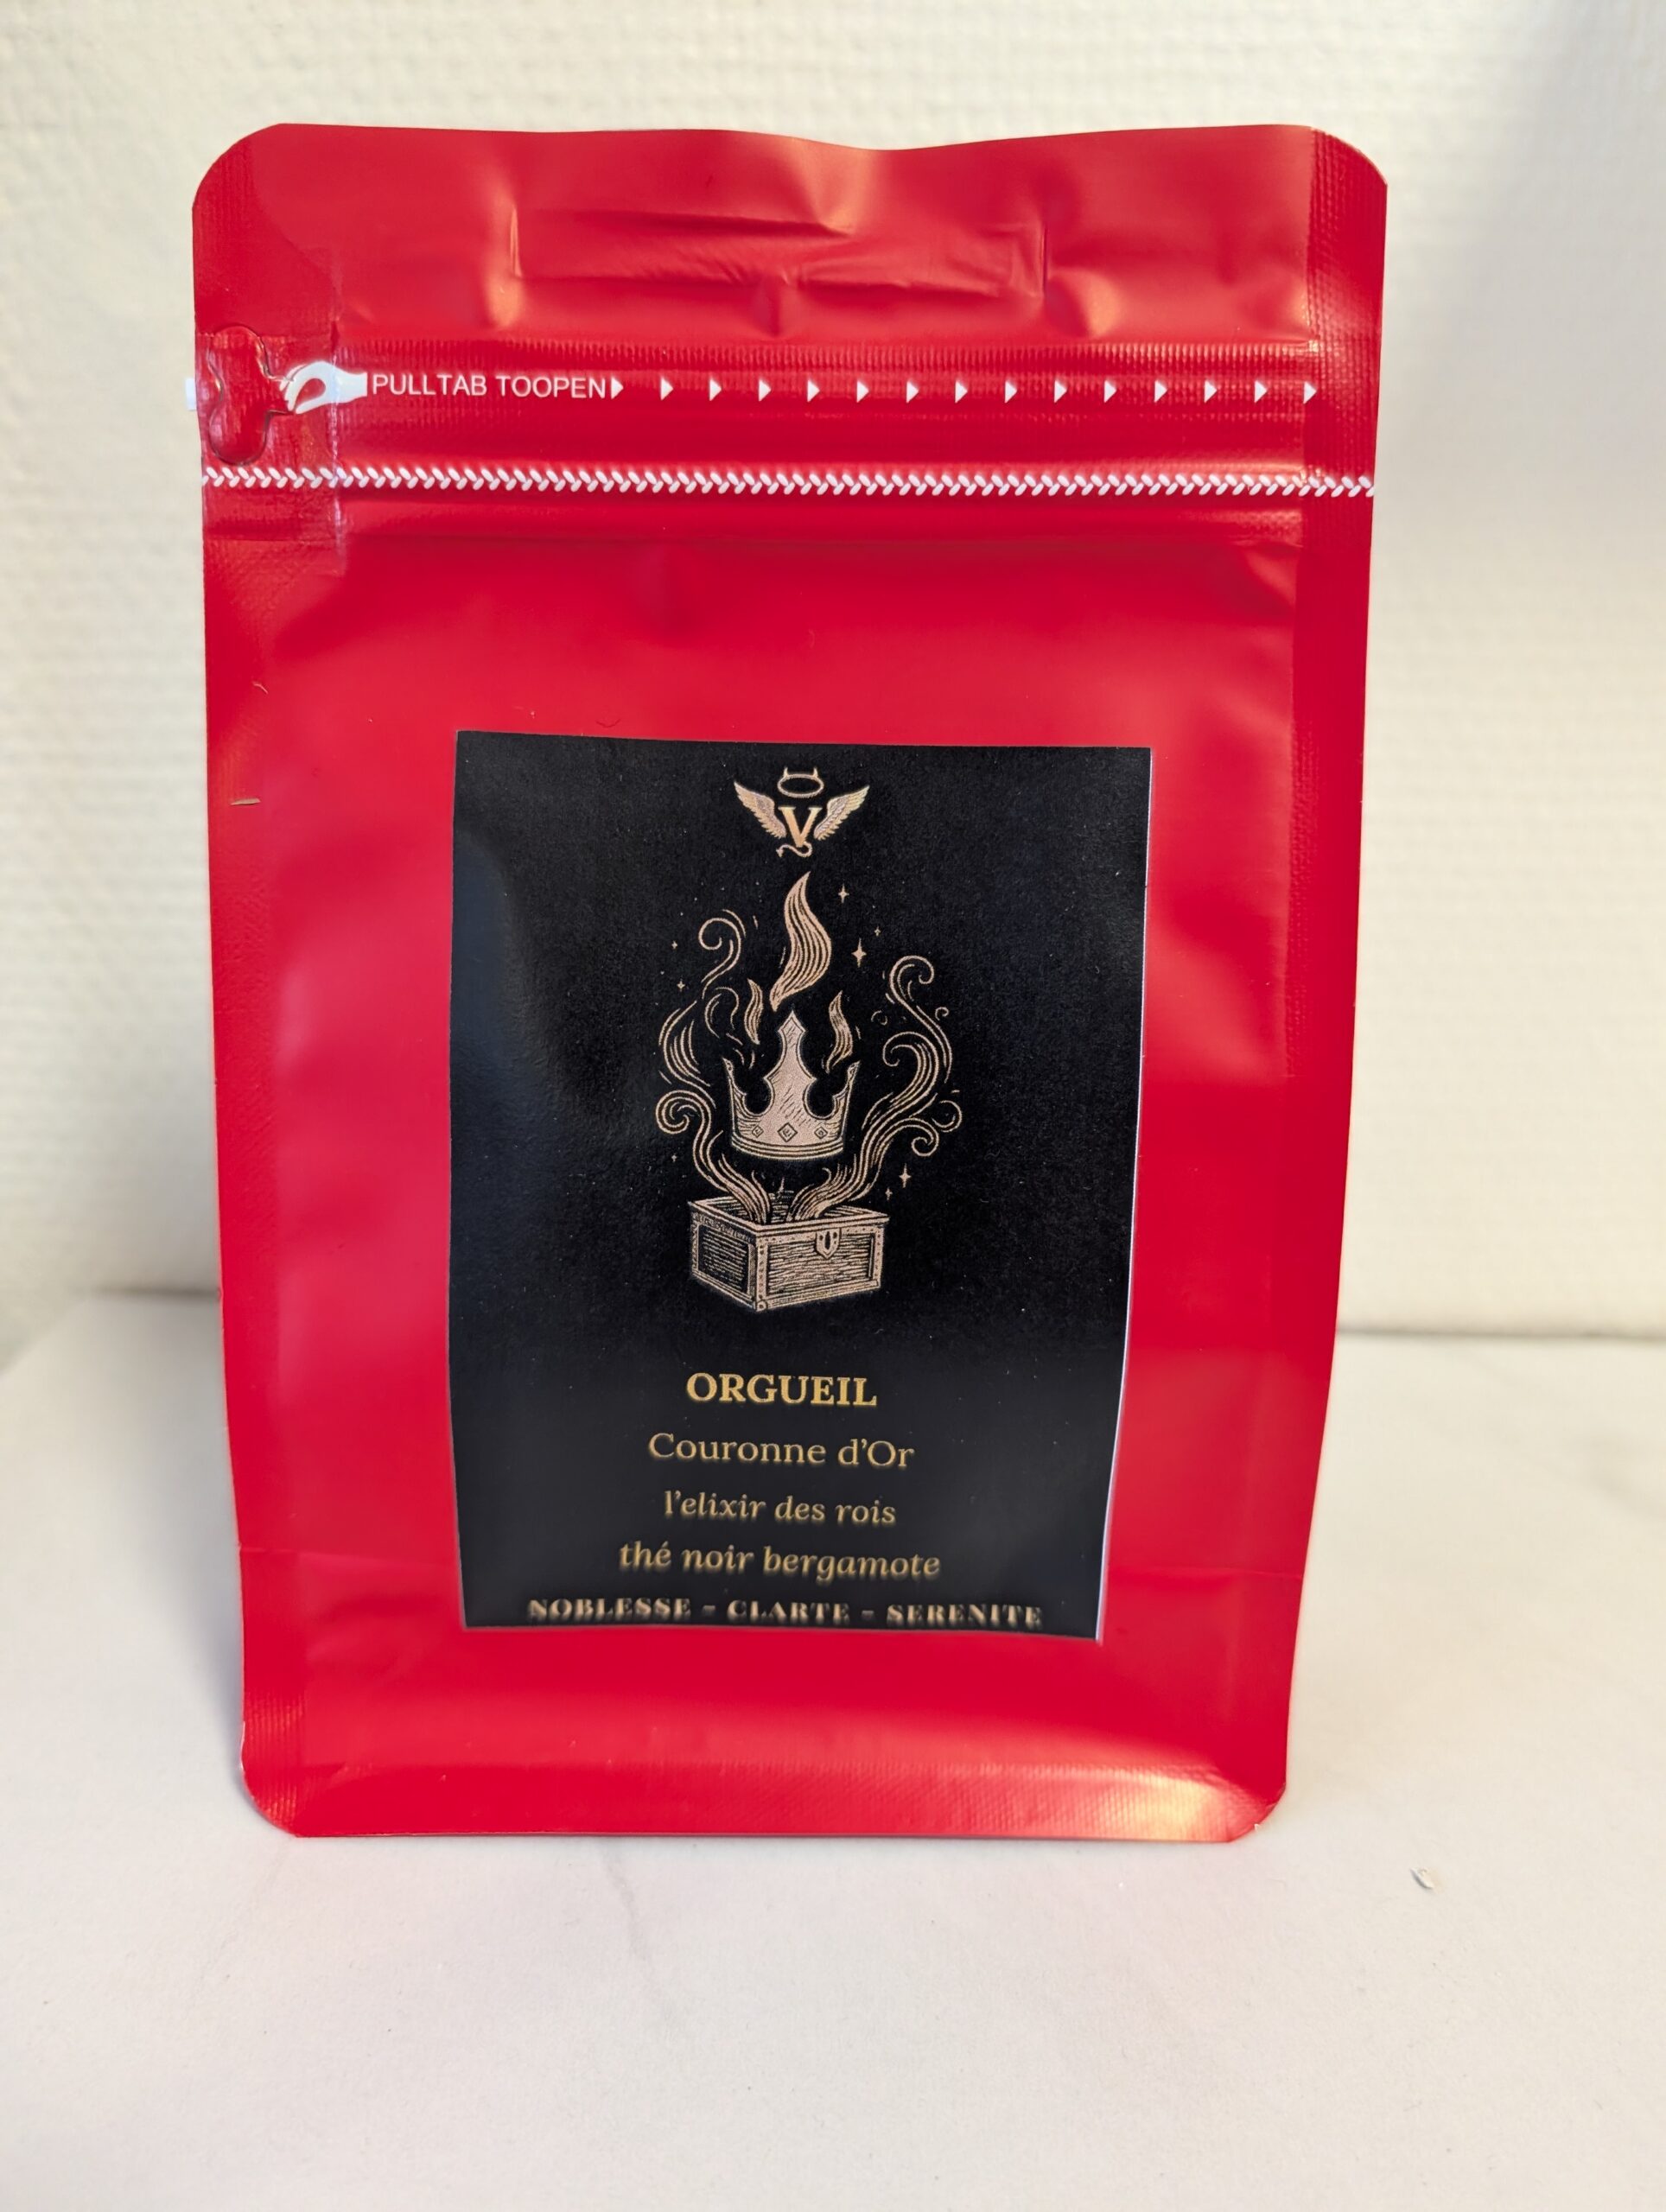 PULLTAB TOOPEN
V
ORGUEIL
Couronne d'Or
l'elixir des rois
thé noir bergamote
NOBLESSE - CLARTE - SERENITE